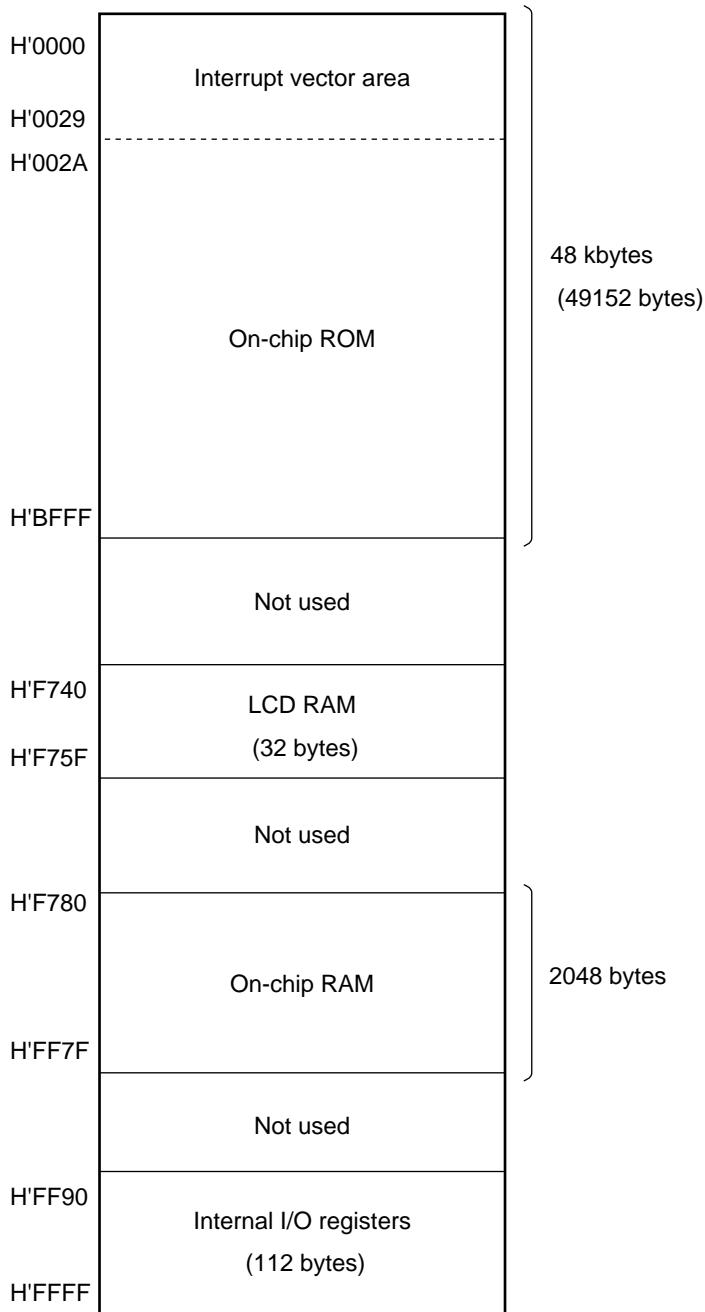 H'0000
Interrupt vector area
H'0029
H'002A
48 kbytes
(49152 bytes)
On-chip ROM
H'BFFF
Not used
H'F740
LCD RAM
(32 bytes)
H'F75F
Not used
H'F780
On-chip RAM
2048 bytes
H'FF7F
Not used
H'FF90
Internal I/O registers
(112 bytes)
H'FFFF